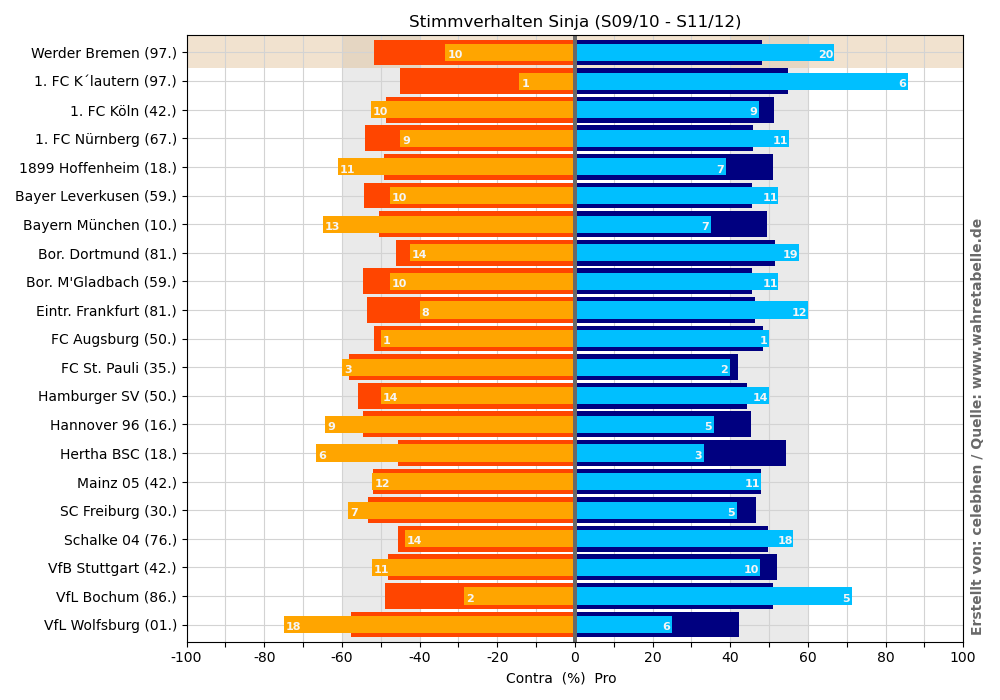 Stimmverhalten Sinja (S09/10 - S11/12)
Werder Bremen (97.) 10 20
1. FC K´lautern (97.) 1 6
1. FC Köln (42.) 10 9
1. FC Nürnberg (67.) 9 11
1899 Hoffenheim (18.) 11 7
Bayer Leverkusen (59.) 10 11
Bayern München (10.) 13 7
Bor. Dortmund (81.) 14 19
Bor. M'Gladbach (59.) 10 11
Eintr. Frankfurt (81.) 8 12
FC Augsburg (50.) 1 1
FC St. Pauli (35.) 3 2
Hamburger SV (50.) 14 14
Hannover 96 (16.) 9 5
Hertha BSC (18.) 6 3
Mainz 05 (42.) 12 11
SC Freiburg (30.) 7 5
Schalke 04 (76.) 14 18
VfB Stuttgart (42.) 11 10
VfL Bochum (86.) 2 5
VfL Wolfsburg (01.) 18 6
-100 -80 -60 -40 -20 0 20 40 60 80 100
Contra (%) Pro
Erstellt von: celebhen / Quelle: www.wahretabelle.de